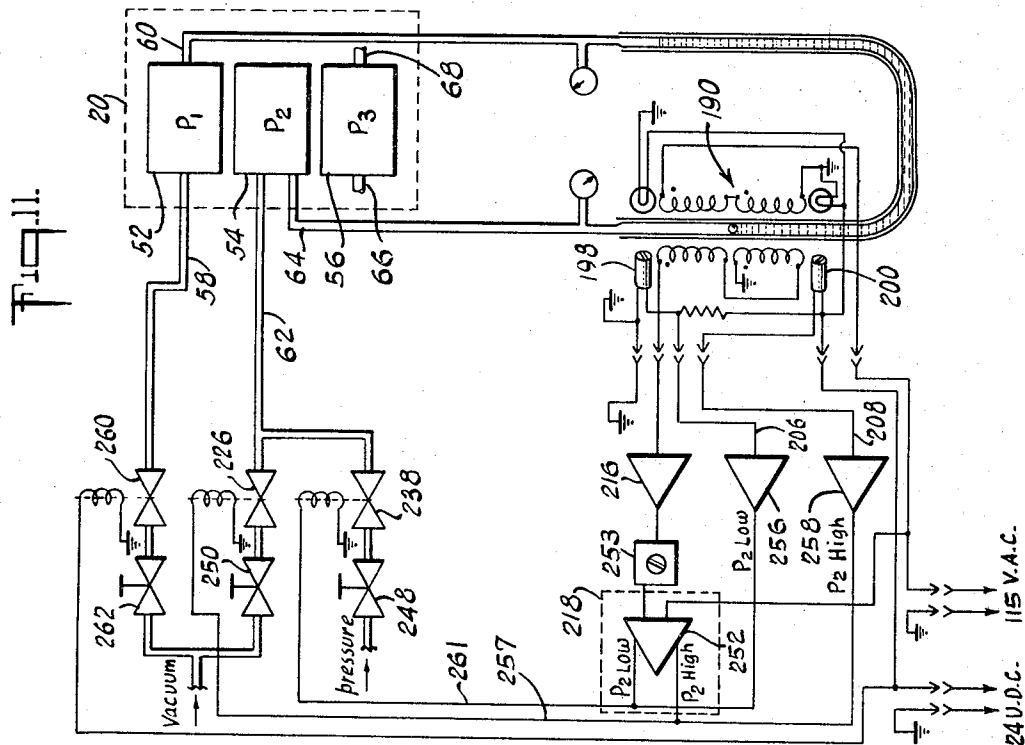 Fig.11.
20
60
P1
52
58
P2
54
62
64
P3
56
66
68
190
198
200
260
226
238
262
250
248
Vacuum
pressure
261
257
216
253
218
252
P2 Low
P2 High
P2 Low
206
256
P2 High
208
258
24 V.D.C.
115 V.A.C.